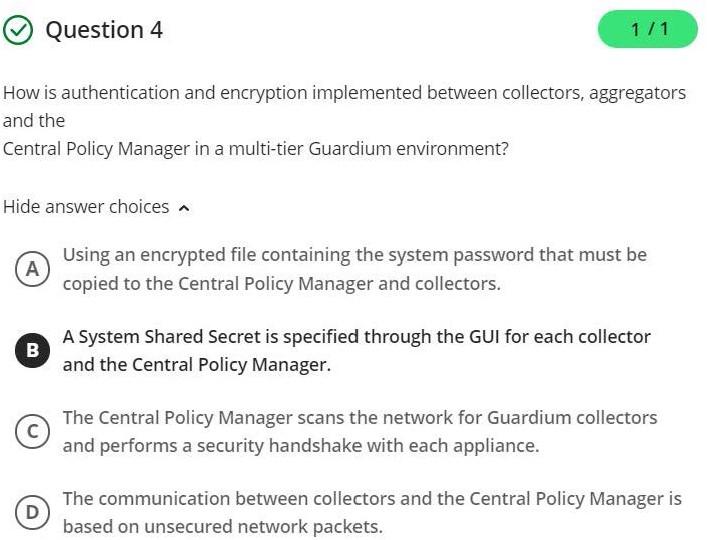 Question 4
1 / 1
How is authentication and encryption implemented between collectors, aggregators
and the
Central Policy Manager in a multi-tier Guardium environment?
Hide answer choices
A
Using an encrypted file containing the system password that must be
copied to the Central Policy Manager and collectors.
B
A System Shared Secret is specified through the GUI for each collector
and the Central Policy Manager.
C
The Central Policy Manager scans the network for Guardium collectors
and performs a security handshake with each appliance.
D
The communication between collectors and the Central Policy Manager is
based on unsecured network packets.